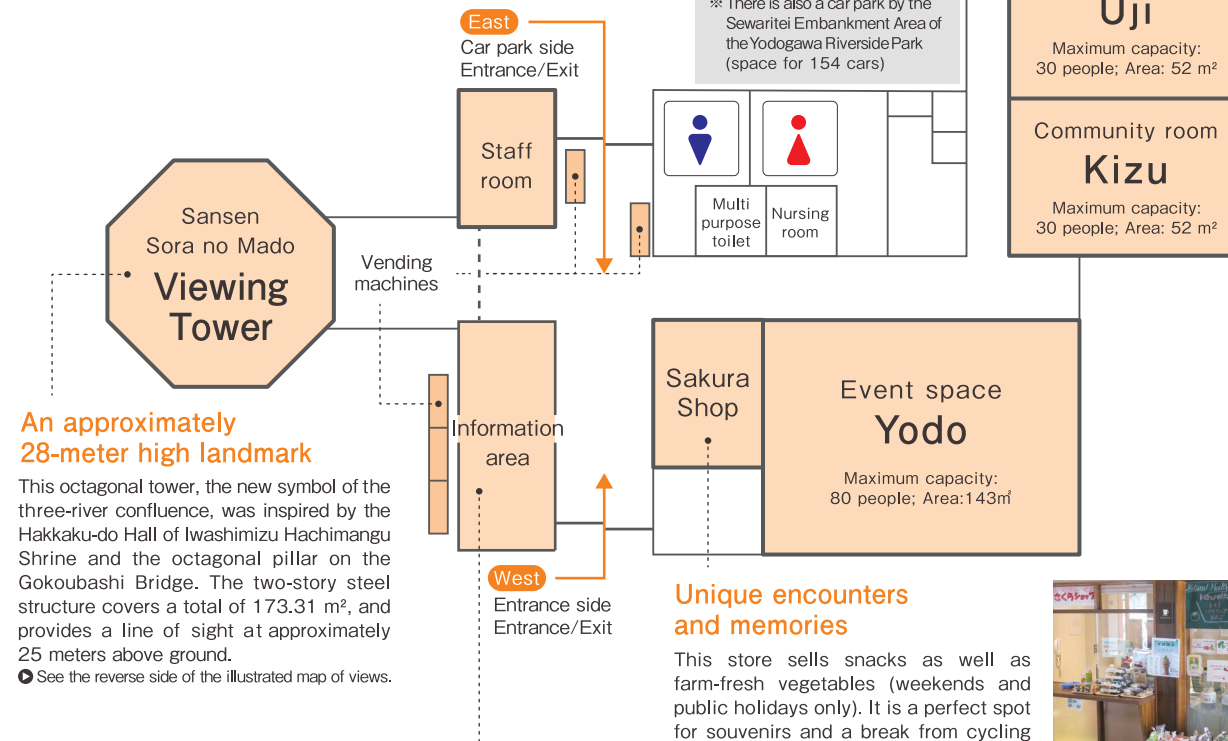 East
Car park side
Entrance/Exit
※ There is also a car park by the
Sewaritei Embankment Area of
the Yodogawa Riverside Park
(space for 154 cars)
Uji
Maximum capacity:
30 people; Area: 52 m²
Community room
Kizu
Maximum capacity:
30 people; Area: 52 m²
Staff
room
Multi
purpose
toilet
Nursing
room
Sansen
Sora no Mado
Viewing
Tower
Vending
machines
Information
area
Sakura
Shop
Event space
Yodo
Maximum capacity:
80 people; Area:143㎡
West
Entrance side
Entrance/Exit
An approximately
28-meter high landmark
This octagonal tower, the new symbol of the
three-river confluence, was inspired by the
Hakkaku-do Hall of Iwashimizu Hachimangu
Shrine and the octagonal pillar on the
Gokoubashi Bridge. The two-story steel
structure covers a total of 173.31 m², and
provides a line of sight at approximately
25 meters above ground.
See the reverse side of the illustrated map of views.
Unique encounters
and memories
This store sells snacks as well as
farm-fresh vegetables (weekends and
public holidays only). It is a perfect spot
for souvenirs and a break from cycling
さくらショップ